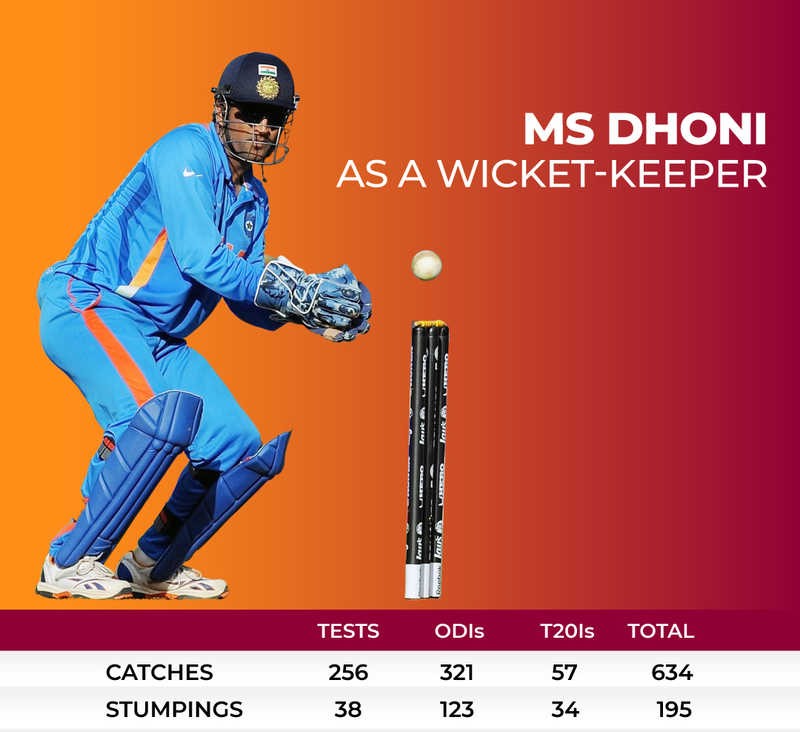 MS DHONI
AS A WICKET-KEEPER
TESTS ODIs T20Is TOTAL
CATCHES 256 321 57 634
STUMPINGS 38 123 34 195